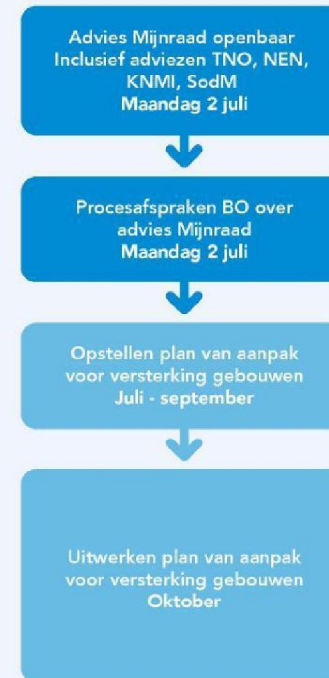 Advies Mijnraad openbaar
Inclusief adviezen TNO, NEN,
KNMI, SodM
Maandag 2 juli
Procesafspraken BO over
advies Mijnraad
Maandag 2 juli
Opstellen plan van aanpak
voor versterking gebouwen
Juli - september
Uitwerken plan van aanpak
voor versterking gebouwen
Oktober